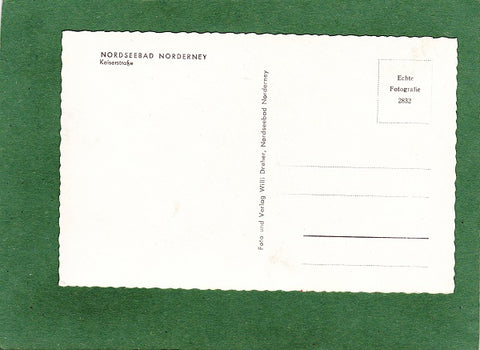 NORDSEEBAD NORDERNEY
Kaiserstraße
Foto und Verlag Willi Dreher, Nordseebad Norderney
Echte
Fotografie
2832